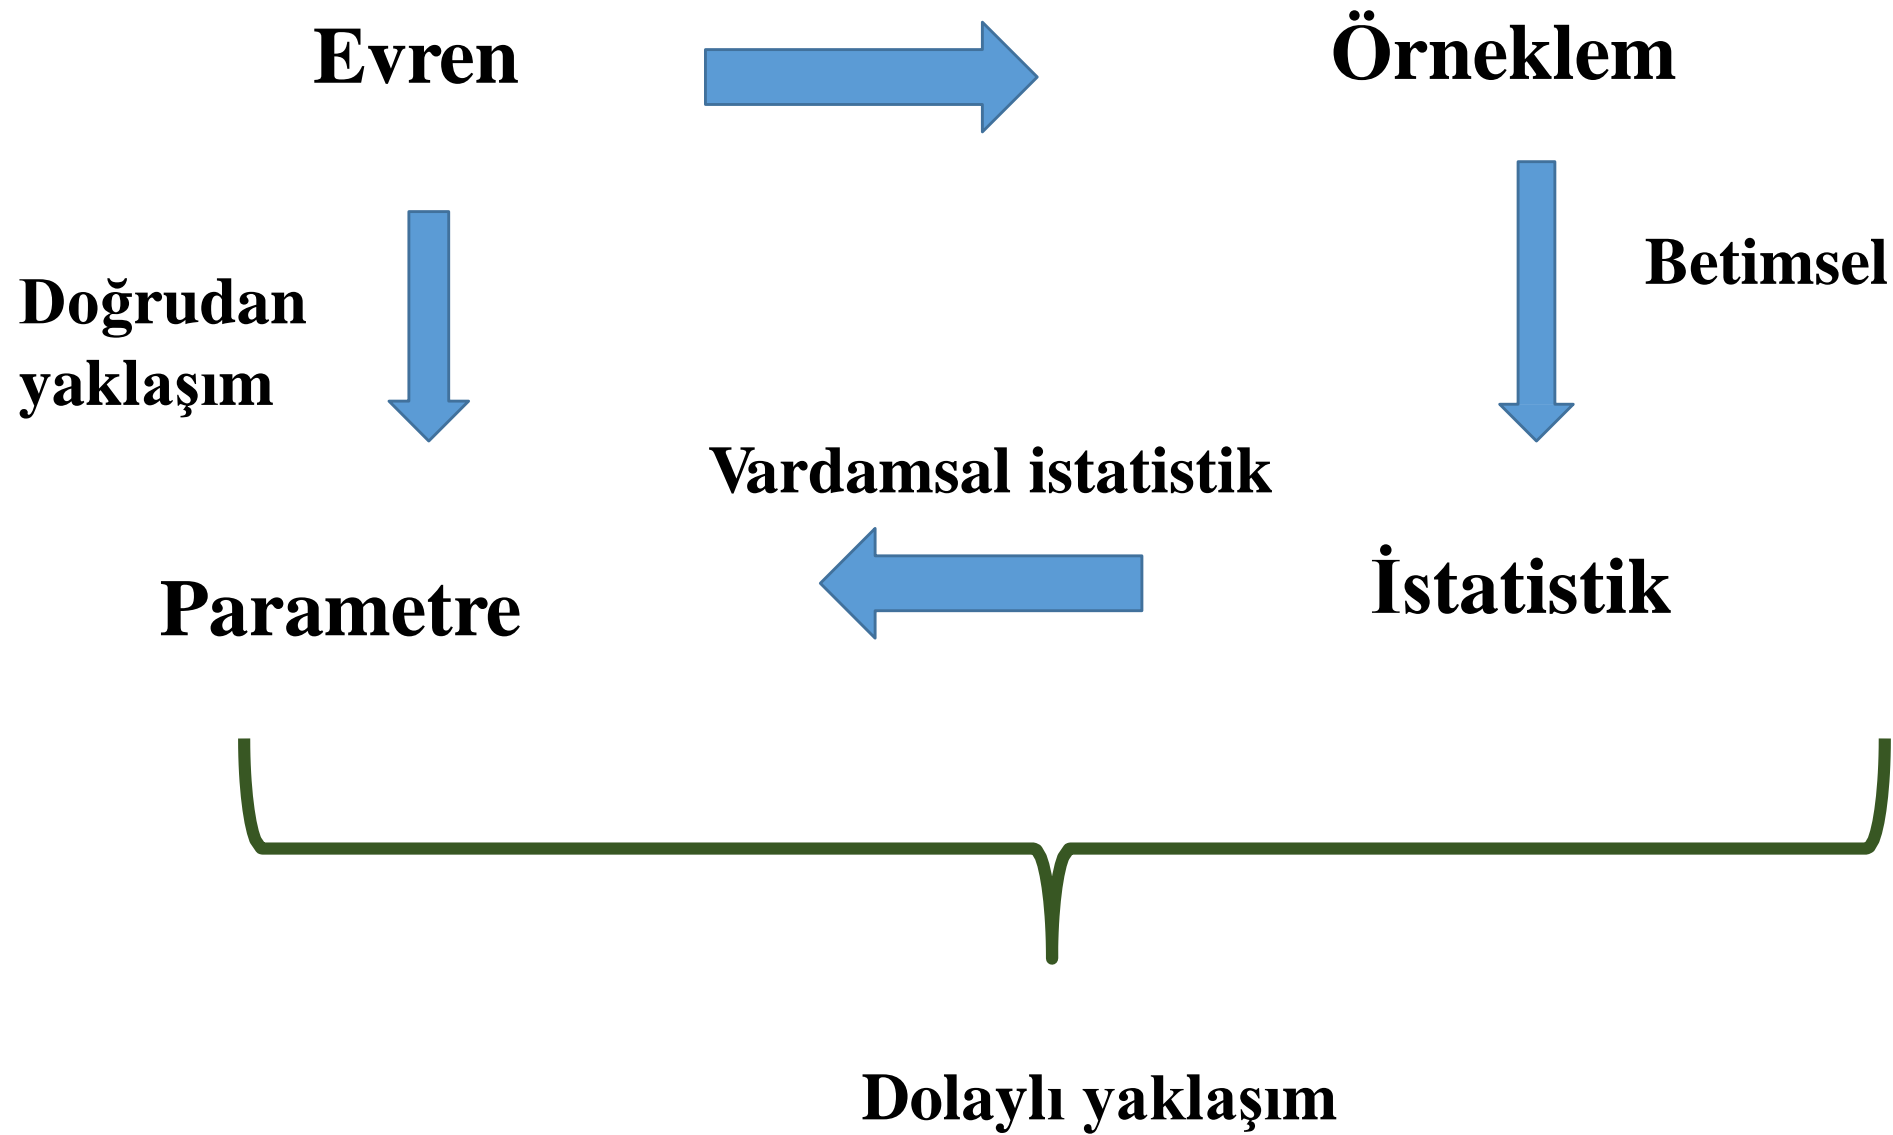 Evren
Örneklem
Betimsel
Doğrudan
yaklaşım
Vardamsal istatistik
İstatistik
Parametre
Dolaylı yaklaşım